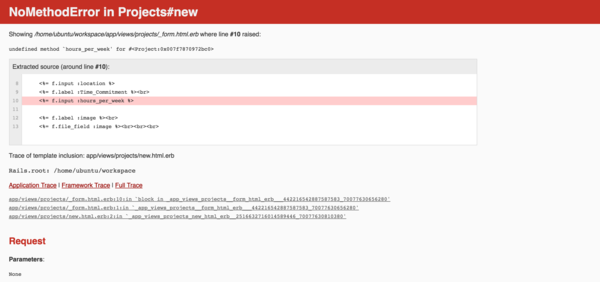 NoMethodError in Projects#new
Showing /home/ubuntu/workspace/app/views/projects/_form.html.erb where line #10 raised:
undefined method `hours_per_week' for #<Project:0x007f7870972bc0>
Extracted source (around line #10):
8 <%= f.input :location %>
9 <%= f.label :Time_Commitment %><br>
10 <%= f.input :hours_per_week %>
11
12 <%= f.label :image %><br>
13 <%= f.file_field :image %><br><br><br>
Trace of template inclusion: app/views/projects/new.html.erb
Rails.root: /home/ubuntu/workspace
Application Trace | Framework Trace | Full Trace
app/views/projects/_form.html.erb:10:in `block in _app_views_projects__form_html_erb___442216542887587583_70077630656280'
app/views/projects/_form.html.erb:1:in `_app_views_projects__form_html_erb___442216542887587583_70077630656280'
app/views/projects/new.html.erb:2:in `_app_views_projects_new_html_erb__2516632716014589446_70077630810380'
Request
Parameters:
None